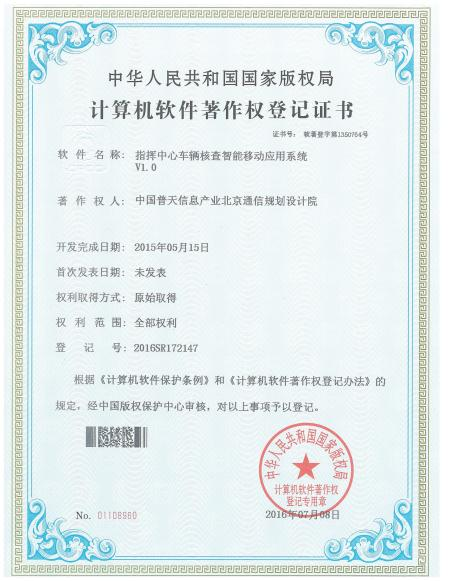 中华人民共和国国家版权局
计算机软件著作权登记证书
证书号： 软著登字第1350764号
软件名称： 指挥中心车辆核查智能移动应用系统
V1.0
著作权人： 中国普天信息产业北京通信规划设计院
开发完成日期： 2015年05月15日
首次发表日期： 未发表
权利取得方式： 原始取得
权利范围： 全部权利
登记号： 2016SR172147
根据《计算机软件保护条例》和《计算机软件著作权登记办法》的
规定，经中国版权保护中心审核，对以上事项予以登记。
中华人民共和国国家版权局
计算机软件著作权
登记专用章
No. 01108980
2016年07月08日